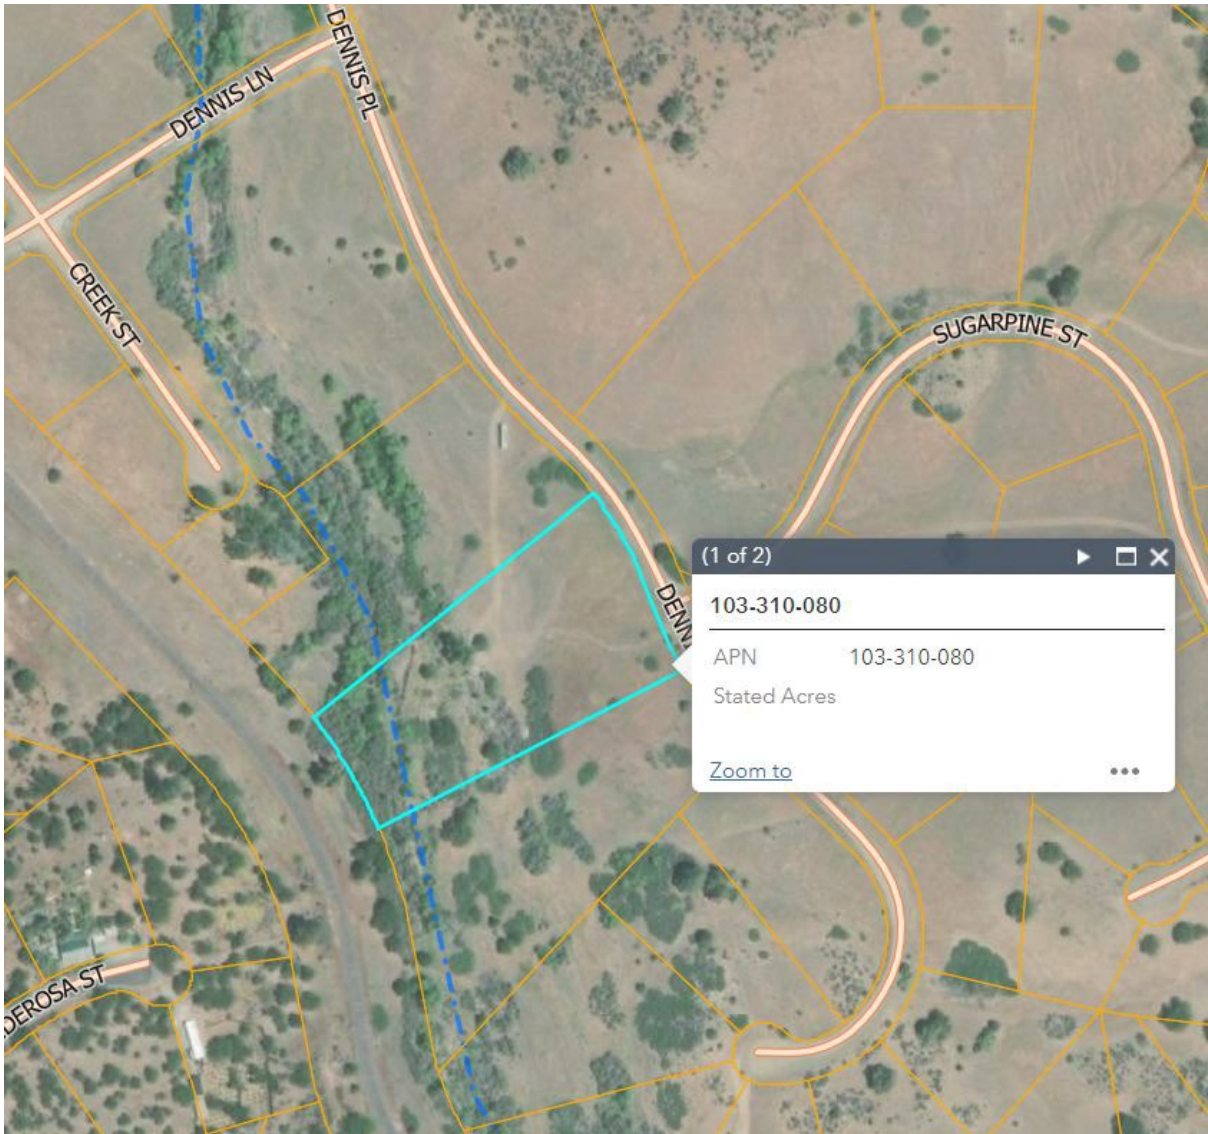 DENNIS PL
DENNIS LN
CREEK ST
SUGARPINE ST
(1 of 2)
103-310-080
DENNI
APN 103-310-080
Stated Acres
Zoom to
DEROSA ST